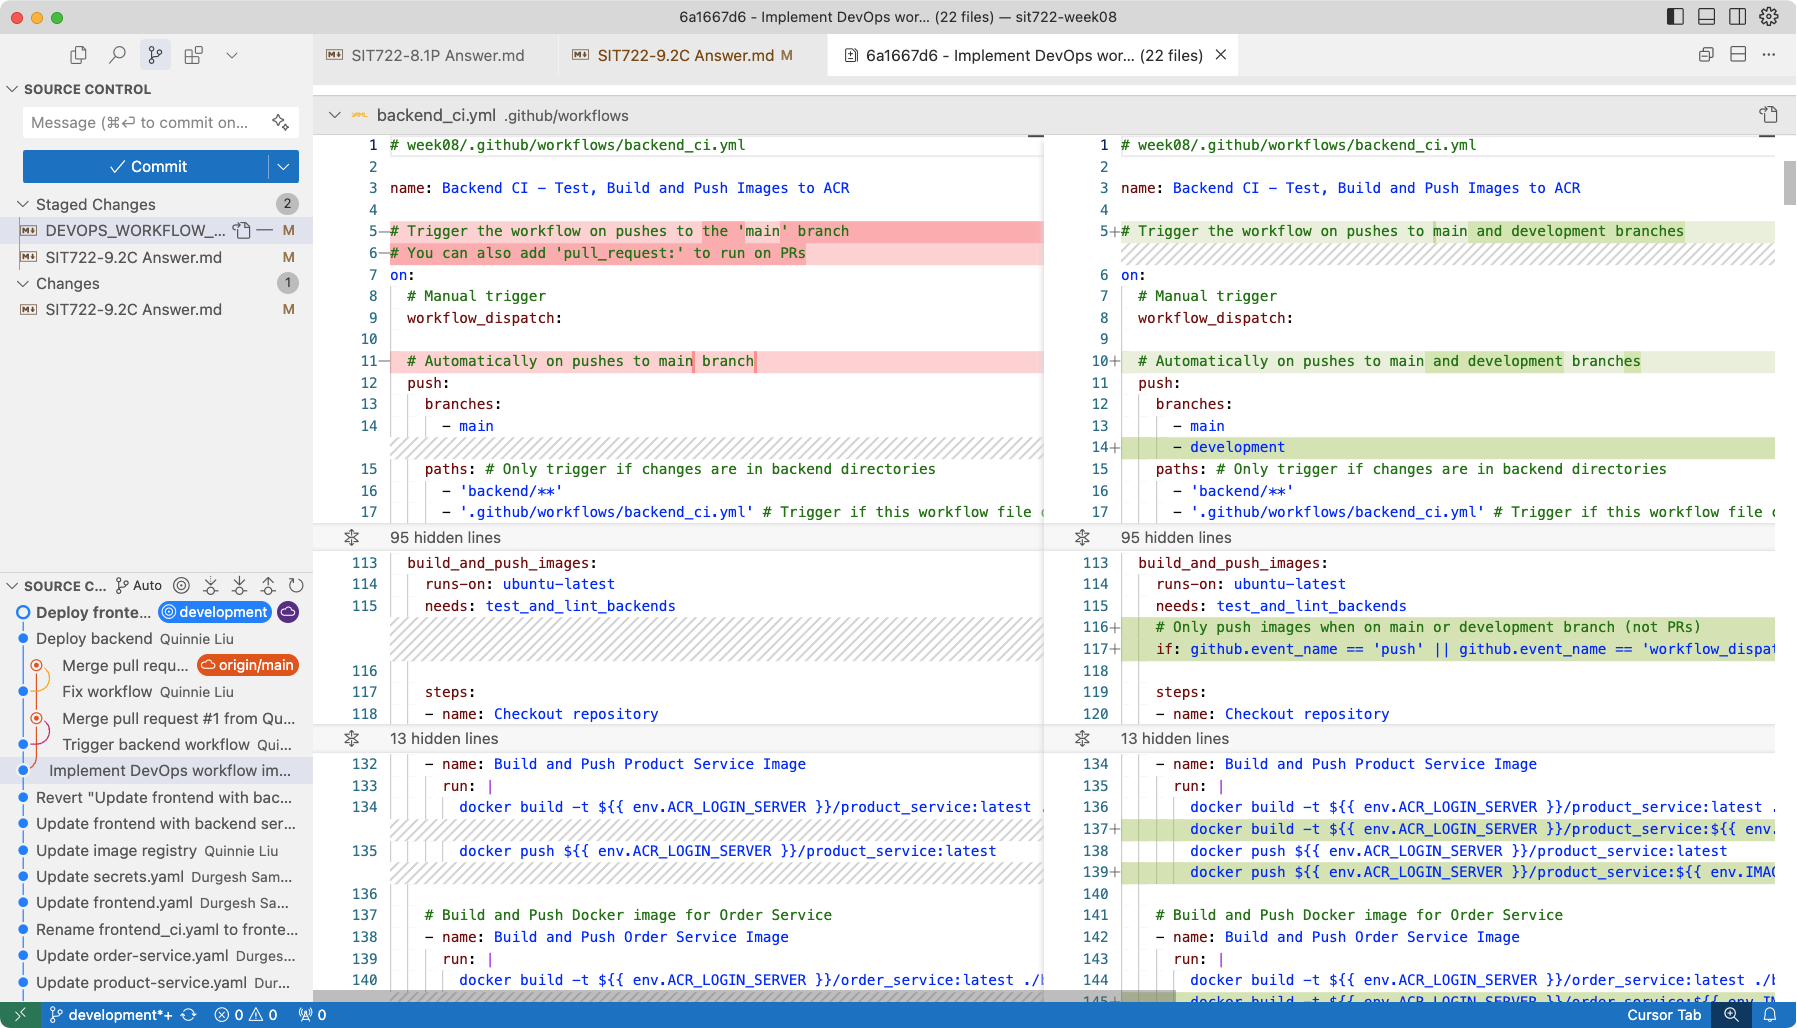 6a1667d6 - Implement DevOps wor... (22 files) — sit722-week08
SIT722-8.1P Answer.md
SIT722-9.2C Answer.md M
6a1667d6 - Implement DevOps wor... (22 files)
SOURCE CONTROL
Message (⌘⏎ to commit on...
Commit
Staged Changes 2
DEVOPS_WORKFLOW_... M
SIT722-9.2C Answer.md M
Changes 1
SIT722-9.2C Answer.md M
SOURCE C... Auto
Deploy fronte... development
Deploy backend Quinnie Liu
Merge pull requ... origin/main
Fix workflow Quinnie Liu
Merge pull request #1 from Qu...
Trigger backend workflow Qui...
Implement DevOps workflow im...
Revert "Update frontend with bac...
Update frontend with backend ser...
Update image registry Quinnie Liu
Update secrets.yaml Durgesh Sam...
Update frontend.yaml Durgesh Sa...
Rename frontend_ci.yaml to fronte...
Update order-service.yaml Durges...
Update product-service.yaml Dur...
backend_ci.yml .github/workflows
1 # week08/.github/workflows/backend_ci.yml
2
3 name: Backend CI - Test, Build and Push Images to ACR
4
5 # Trigger the workflow on pushes to the 'main' branch
6 # You can also add 'pull_request:' to run on PRs
7 on:
8 # Manual trigger
9 workflow_dispatch:
10
11 # Automatically on pushes to main branch
12 push:
13 branches:
14 - main
15 paths: # Only trigger if changes are in backend directories
16 - 'backend/**'
17 - '.github/workflows/backend_ci.yml' # Trigger if this workflow file
95 hidden lines
113 build_and_push_images:
114 runs-on: ubuntu-latest
115 needs: test_and_lint_backends
116
117 steps:
118 - name: Checkout repository
13 hidden lines
132 - name: Build and Push Product Service Image
133 run: |
134 docker build -t ${{ env.ACR_LOGIN_SERVER }}/product_service:latest .
135 docker push ${{ env.ACR_LOGIN_SERVER }}/product_service:latest
136
137 # Build and Push Docker image for Order Service
138 - name: Build and Push Order Service Image
139 run: |
140 docker build -t ${{ env.ACR_LOGIN_SERVER }}/order_service:latest ./b
1 # week08/.github/workflows/backend_ci.yml
2
3 name: Backend CI - Test, Build and Push Images to ACR
4
5+ # Trigger the workflow on pushes to main and development branches
6 on:
7 # Manual trigger
8 workflow_dispatch:
9
10+ # Automatically on pushes to main and development branches
11 push:
12 branches:
13 - main
14+ - development
15 paths: # Only trigger if changes are in backend directories
16 - 'backend/**'
17 - '.github/workflows/backend_ci.yml' # Trigger if this workflow file
95 hidden lines
113 build_and_push_images:
114 runs-on: ubuntu-latest
115 needs: test_and_lint_backends
116+ # Only push images when on main or development branch (not PRs)
117+ if: github.event_name == 'push' || github.event_name == 'workflow_dispat
118
119 steps:
120 - name: Checkout repository
13 hidden lines
134 - name: Build and Push Product Service Image
135 run: |
136 docker build -t ${{ env.ACR_LOGIN_SERVER }}/product_service:latest .
137+ docker build -t ${{ env.ACR_LOGIN_SERVER }}/product_service:${{ env.
138 docker push ${{ env.ACR_LOGIN_SERVER }}/product_service:latest
139+ docker push ${{ env.ACR_LOGIN_SERVER }}/product_service:${{ env.IMAG
140
141 # Build and Push Docker image for Order Service
142 - name: Build and Push Order Service Image
143 run: |
144 docker build -t ${{ env.ACR_LOGIN_SERVER }}/order_service:latest ./b
145+ docker build -t ${{ env.ACR_LOGIN_SERVER }}/order_service:${{ env.IM
development*+ 0 0 0
Cursor Tab